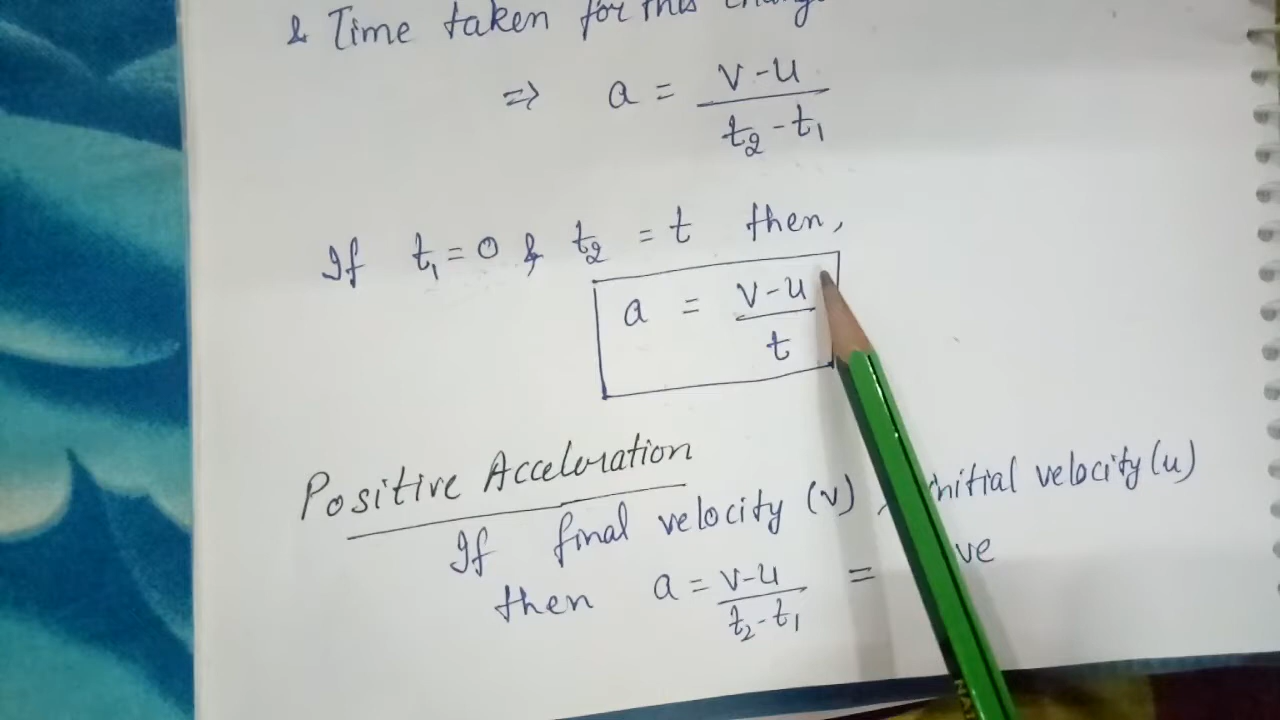 & Time taken for this
⇒ a = v-u / t₂-t₁
If t₁=0 & t₂ = t then,
a = v-u / t
Positive Acceleration
If final velocity (v) initial velocity(u)
then a = v-u / t₂-t₁ = ve